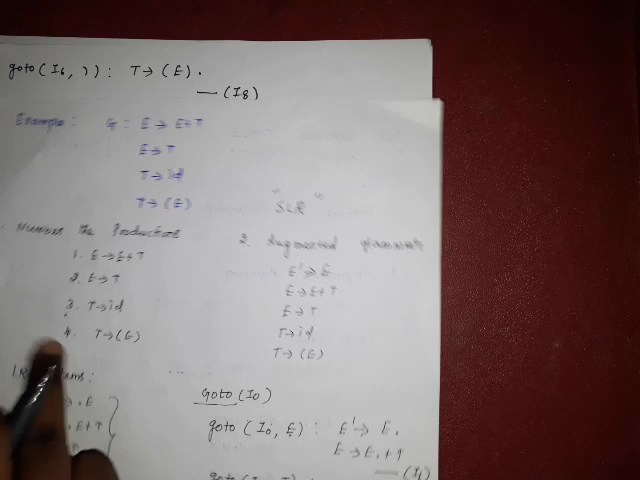 goto(I6, )): T→(E).
—(I8)
Example: G: E→E+T
E→T
T→id
T→(E)
"SLR"
Number the Productions
1. E→E+T
2. E→T
3. T→id
4. T→(E)
2. Augmented grammar
E'→E
E→E+T
E→T
T→id
T→(E)
...
Goto(I0)
goto(I0, E): E'→E.
E→E.+T
—(I1)
.E
.E+T